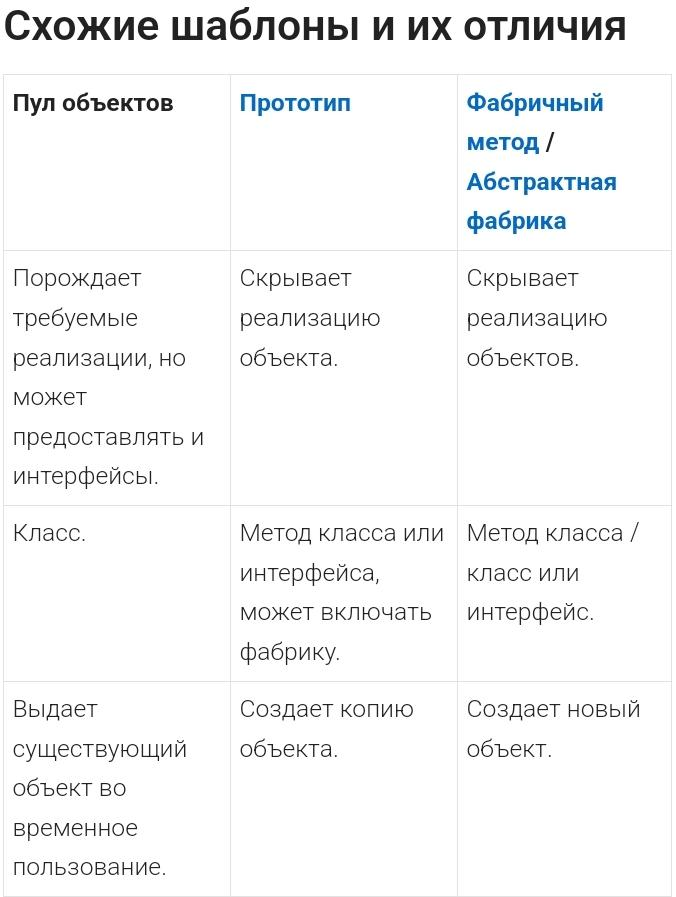 Схожие шаблоны и их отличия
Пул объектов
Прототип
Фабричный
метод /
Абстрактная
фабрика
Порождает
требуемые
реализации, но
может
предоставлять и
интерфейсы.
Скрывает
реализацию
объекта.
Скрывает
реализацию
объектов.
Класс.
Метод класса или
интерфейса,
может включать
фабрику.
Метод класса /
класс или
интерфейс.
Выдает
существующий
объект во
временное
пользование.
Создает копию
объекта.
Создает новый
объект.